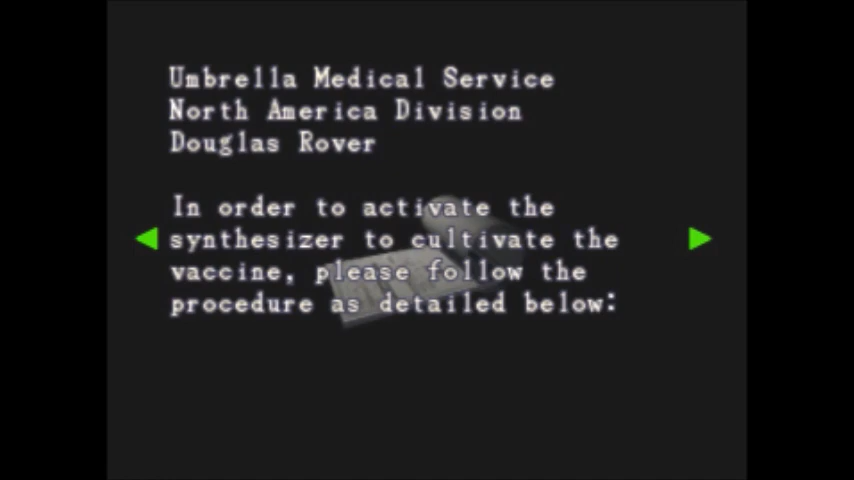 Umbrella Medical Service
North America Division
Douglas Rover
In order to activate the
synthesizer to cultivate the
vaccine, please follow the
procedure as detailed below: